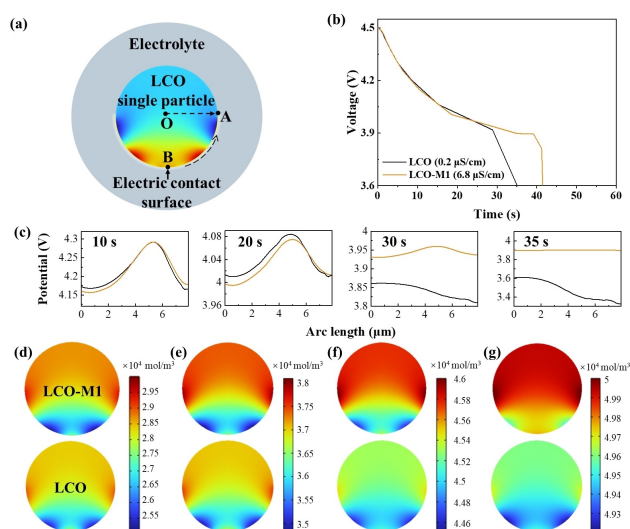 (a)
Electrolyte
LCO
single particle
O
A
B
Electric contact
surface
(b)
Voltage (V)
4.5
4.2
3.9
3.6
LCO (0.2 μS/cm)
LCO-M1 (6.8 μS/cm)
0 10 20 30 40 50 60
Time (s)
(c)
Potential (V)
10 s
4.30
4.25
4.20
4.15
0 2 4 6
20 s
4.08
4.04
4.00
3.96
0 2 4 6
30 s
3.95
3.90
3.85
3.8
0 2 4 6
35 s
4.0
3.8
3.6
3.4
0 2 4 6
Arc length (μm)
(d)
×10⁴ mol/m³
LCO-M1
LCO
2.95
2.9
2.85
2.8
2.75
2.7
2.65
2.6
2.55
(e)
×10⁴ mol/m³
3.8
3.75
3.7
3.65
3.6
3.55
3.5
(f)
×10⁴ mol/m³
4.6
4.58
4.56
4.54
4.52
4.5
4.48
4.46
4.45
(g)
×10⁴ mol/m³
5
4.99
4.98
4.97
4.96
4.95
4.94
4.93